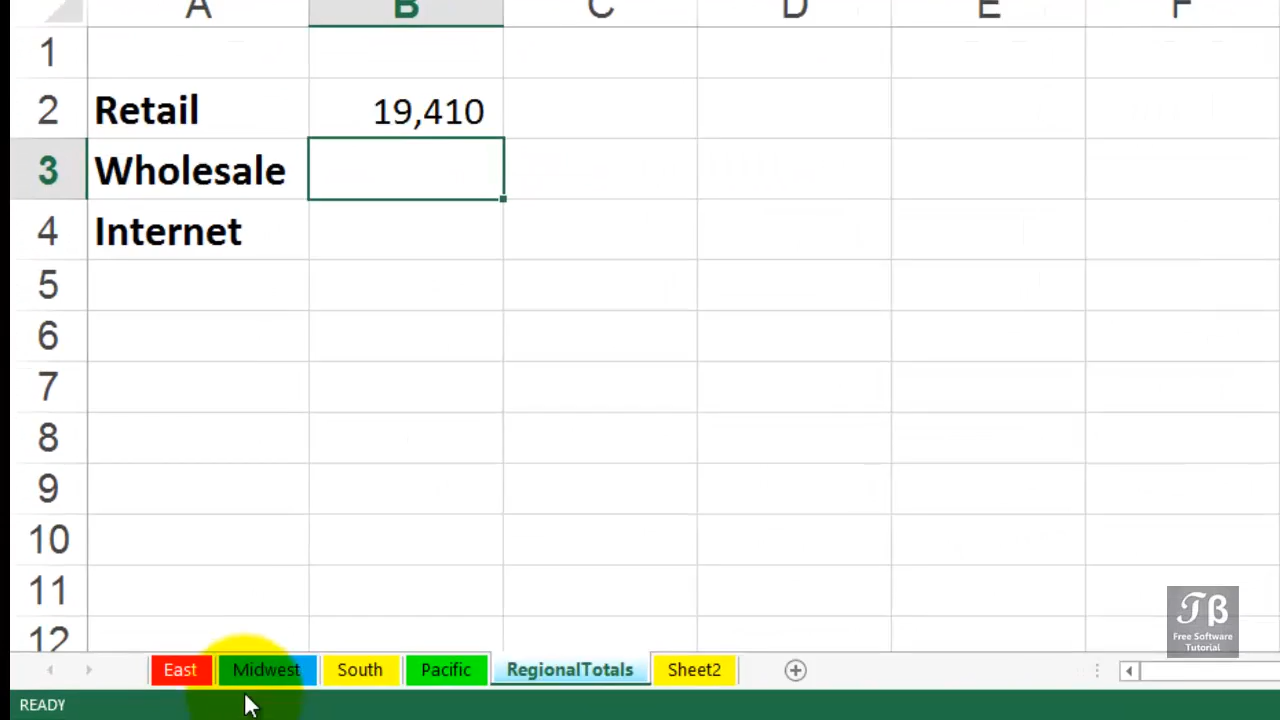 A B C D E F
1
2 Retail 19,410
3 Wholesale
4 Internet
5
6
7
8
9
10
11
12
Tβ
Free Software
Tutorial
East Midwest South Pacific RegionalTotals Sheet2
READY